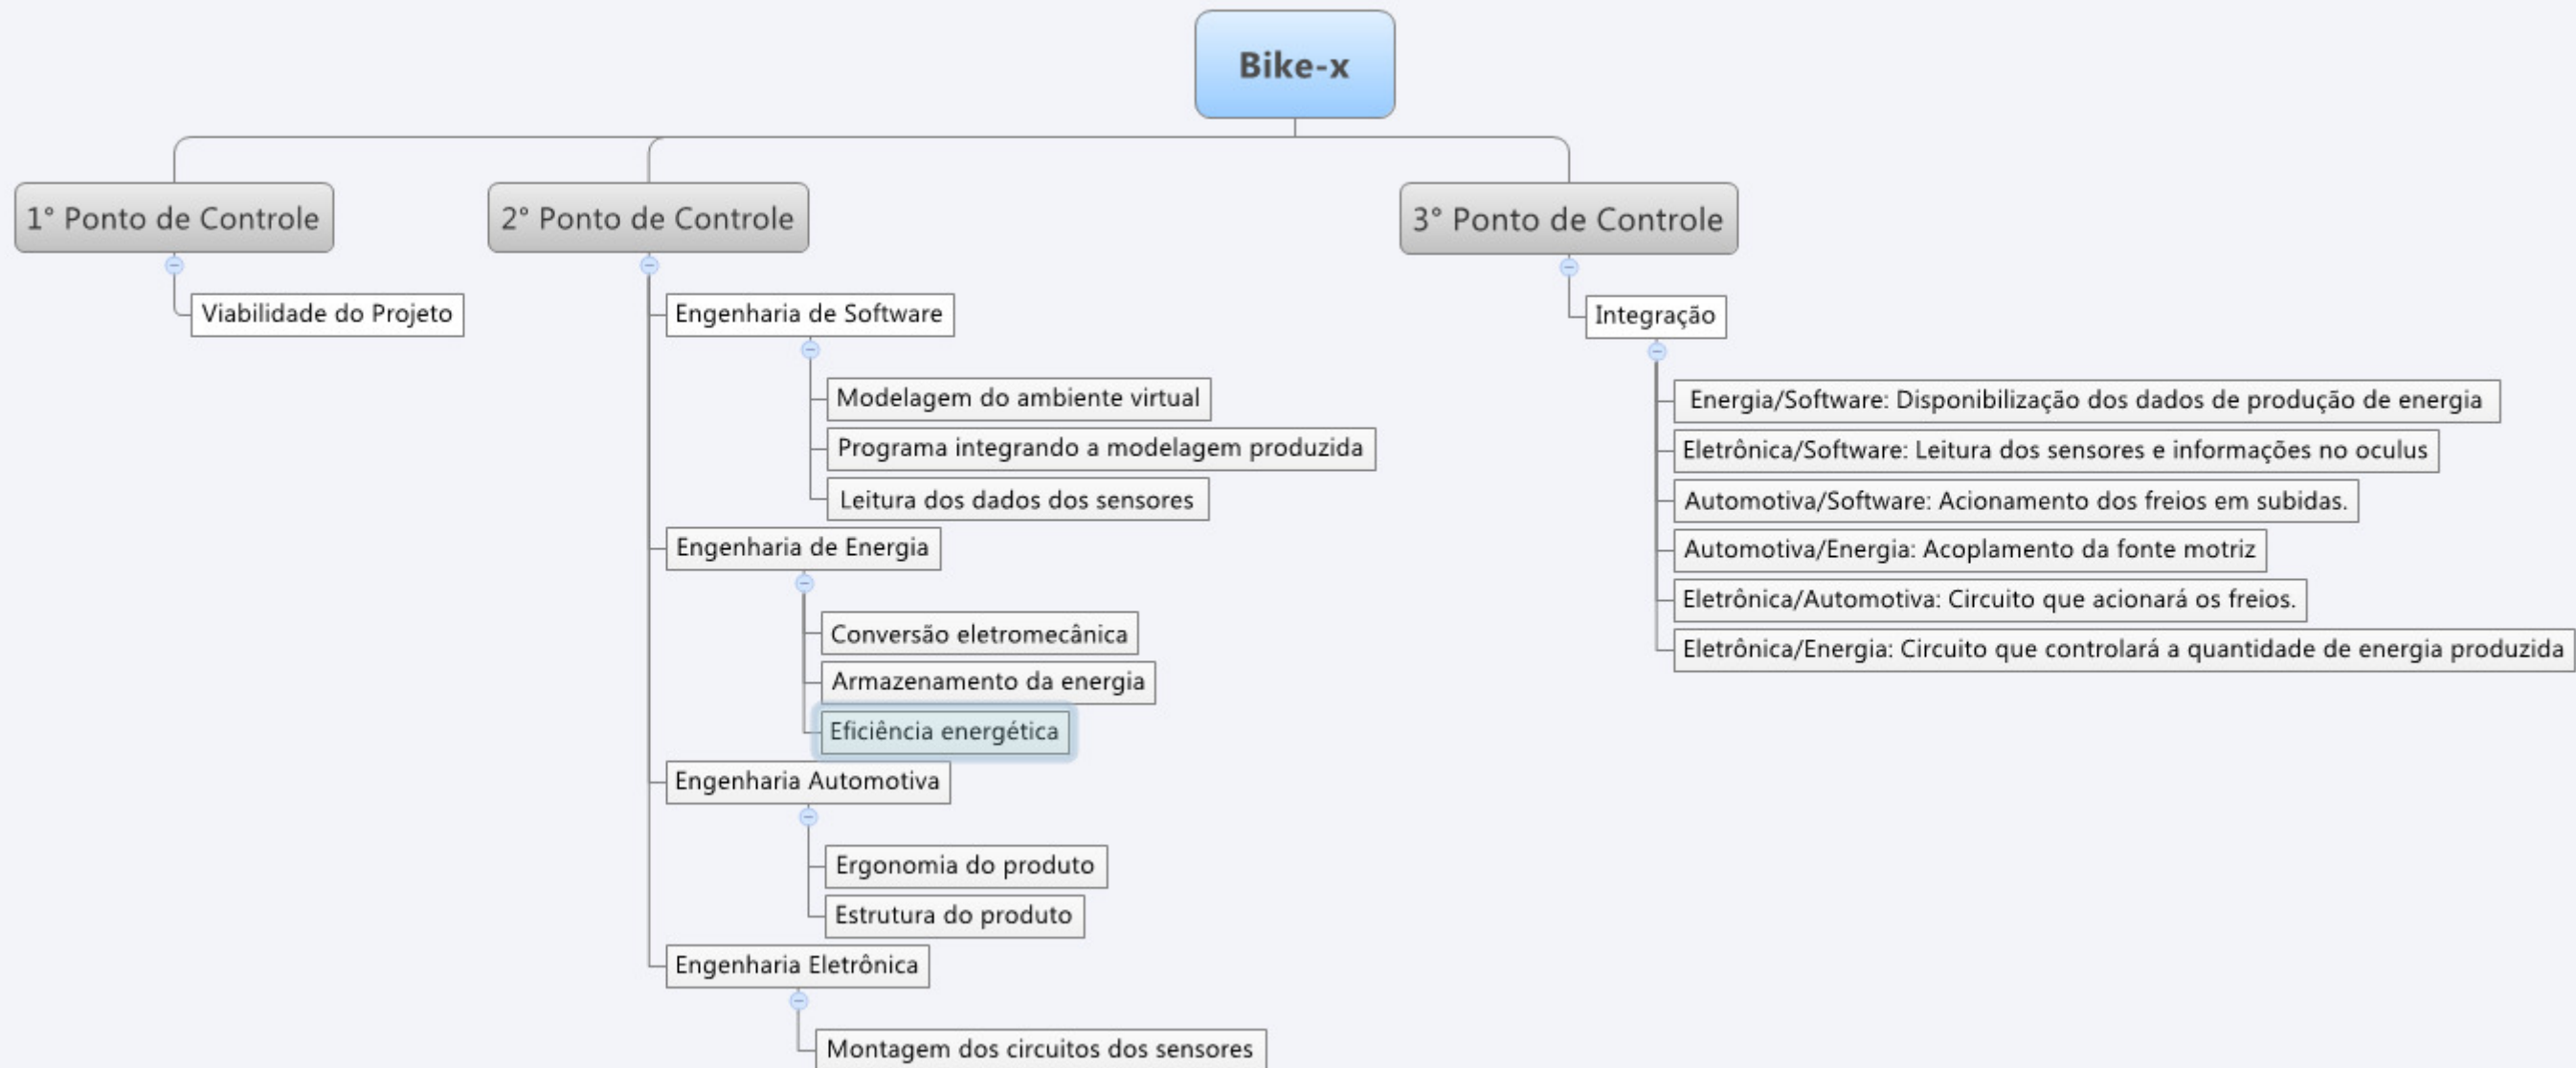 Bike-x
1° Ponto de Controle
Viabilidade do Projeto
2° Ponto de Controle
Engenharia de Software
Modelagem do ambiente virtual
Programa integrando a modelagem produzida
Leitura dos dados dos sensores
Engenharia de Energia
Conversão eletromecânica
Armazenamento da energia
Eficiência energética
Engenharia Automotiva
Ergonomia do produto
Estrutura do produto
Engenharia Eletrônica
Montagem dos circuitos dos sensores
3° Ponto de Controle
Integração
Energia/Software: Disponibilização dos dados de produção de energia
Eletrônica/Software: Leitura dos sensores e informações no oculus
Automotiva/Software: Acionamento dos freios em subidas.
Automotiva/Energia: Acoplamento da fonte motriz
Eletrônica/Automotiva: Circuito que acionará os freios.
Eletrônica/Energia: Circuito que controlará a quantidade de energia produzida